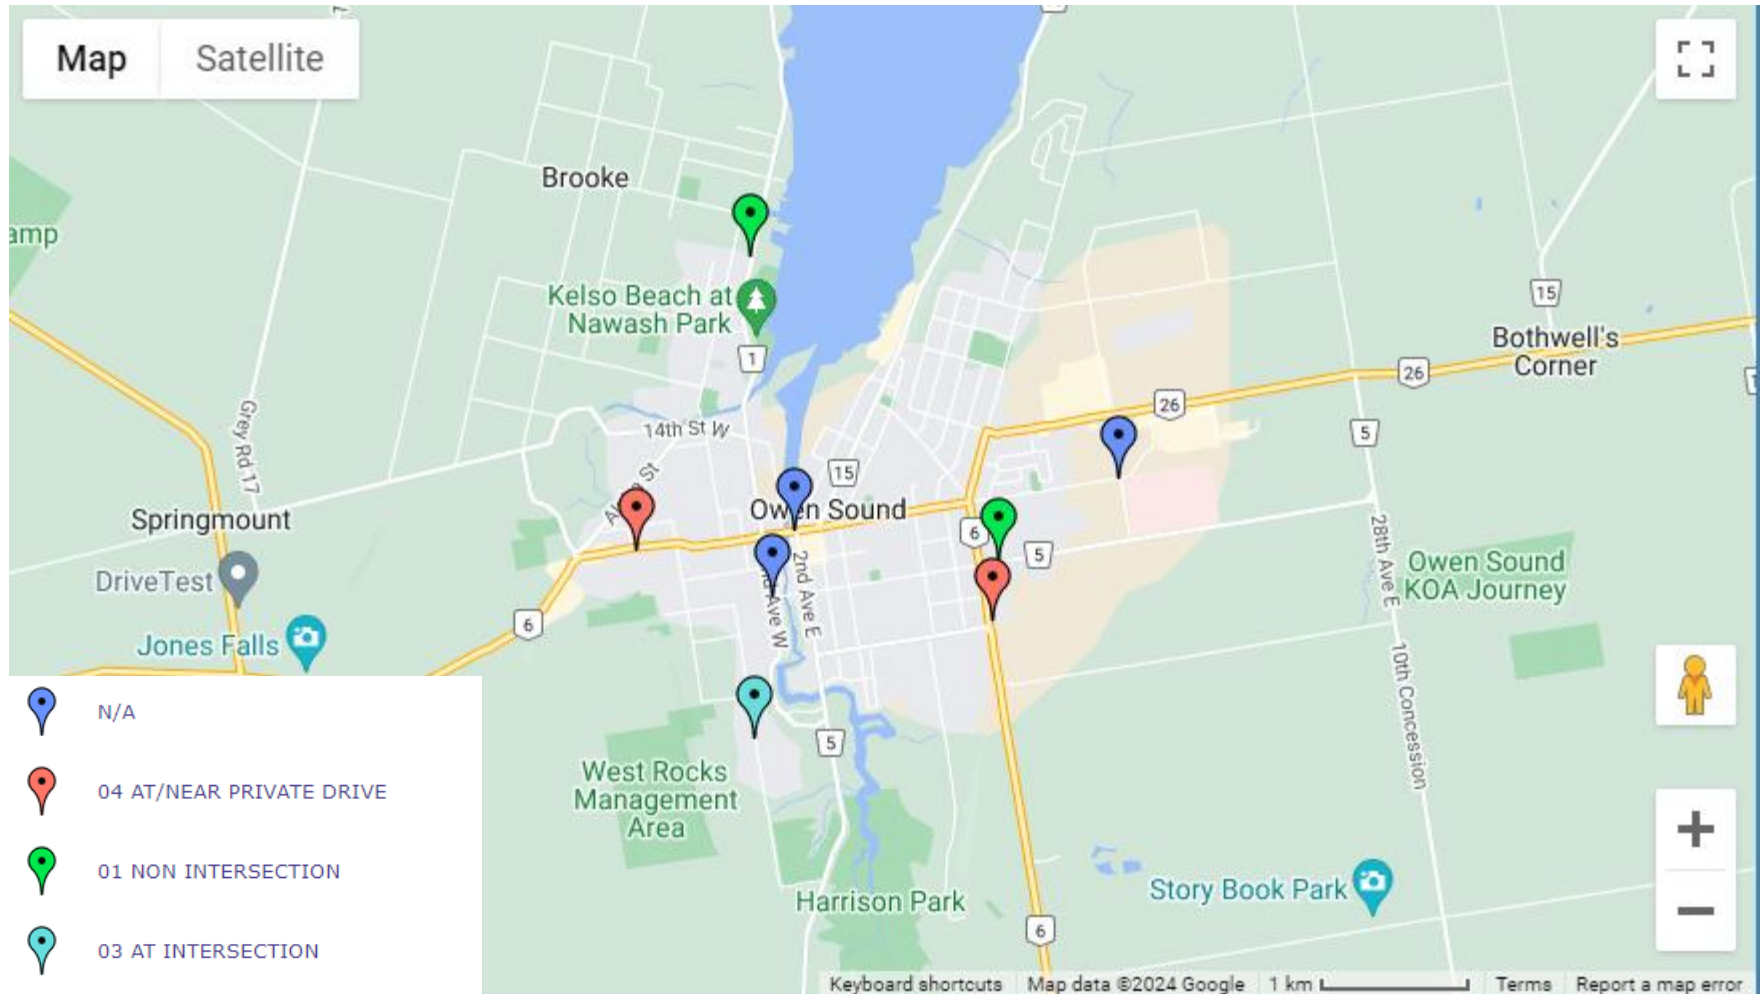 Map
Satellite
Brooke
amp
Kelso Beach at
Nawash Park
1
15
Bothwell's
Corner
26
26
5
14th St W
Grey Rd 17
15
Owen Sound
Springmount
6
5
DriveTest
2nd Ave E
Ave W
28th Ave E
Owen Sound
KOA Journey
6
Jones Falls
10th Concession
5
West Rocks
Management
Area
Harrison Park
Story Book Park
6
N/A
04 AT/NEAR PRIVATE DRIVE
01 NON INTERSECTION
03 AT INTERSECTION
Keyboard shortcuts
Map data ©2024 Google
1 km
Terms
Report a map error